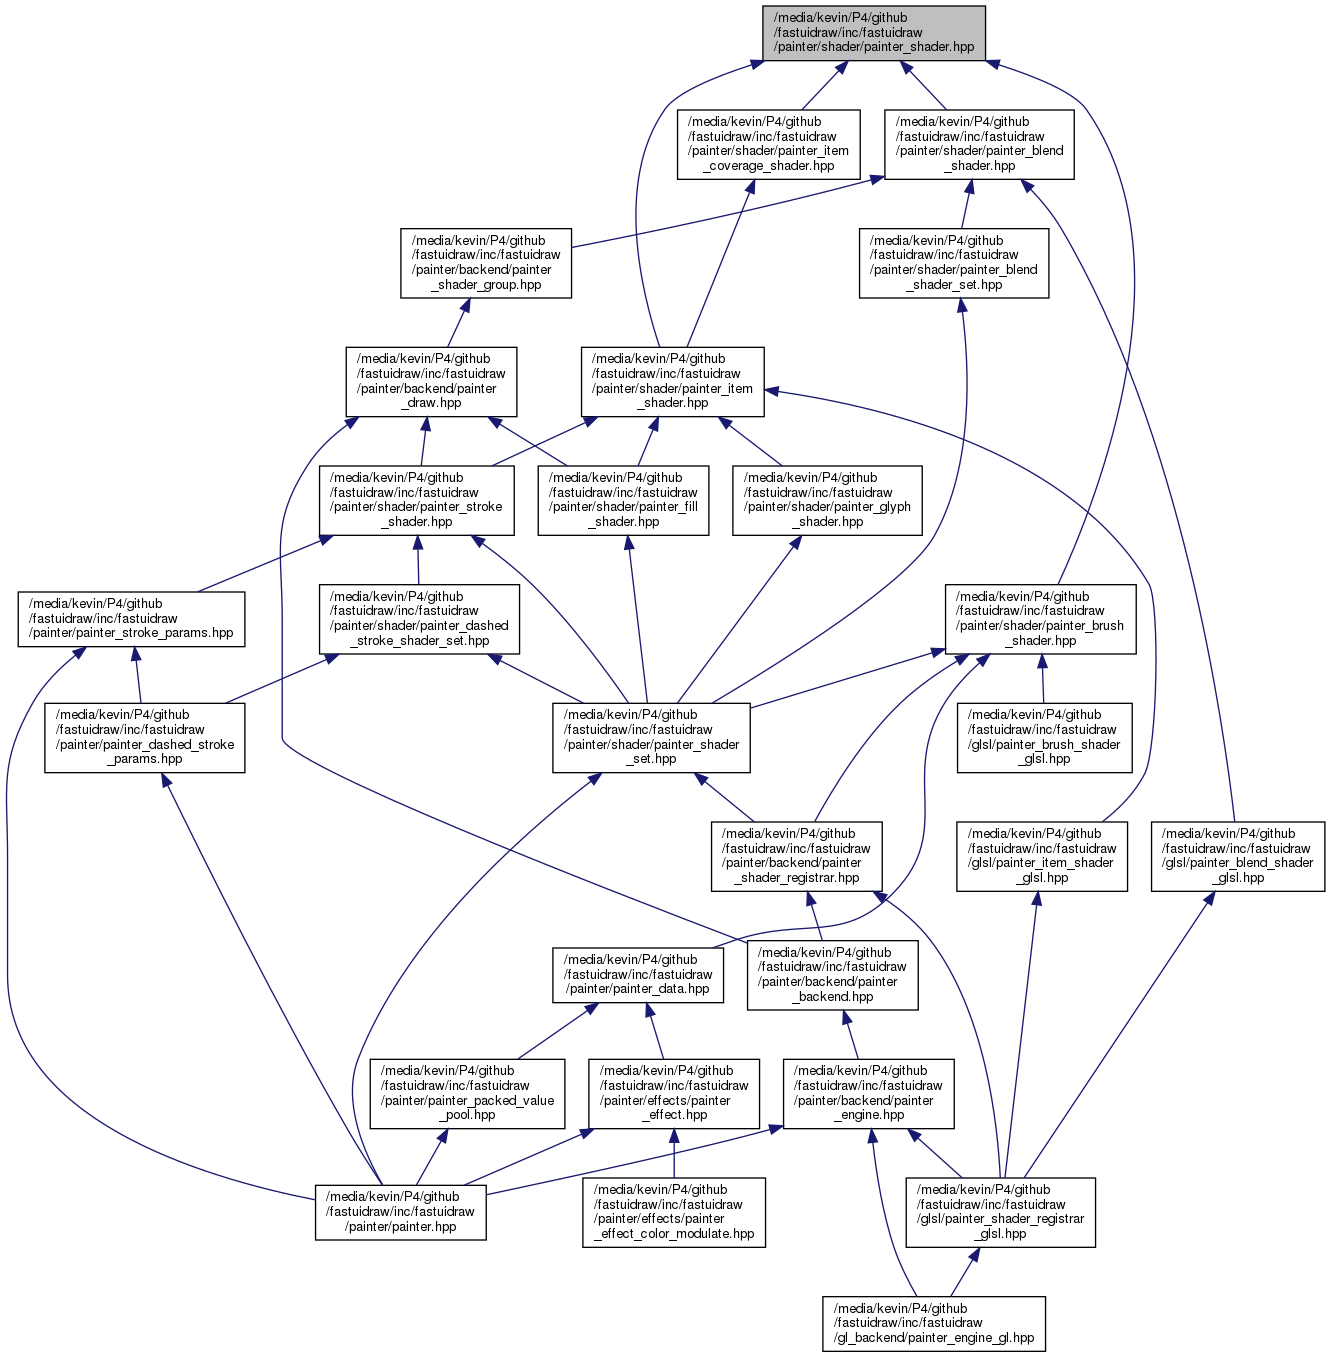 /media/kevin/P4/github
/fastuidraw/inc/fastuidraw
/painter/shader/painter_shader.hpp
/media/kevin/P4/github
/fastuidraw/inc/fastuidraw
/painter/shader/painter_item
_coverage_shader.hpp
/media/kevin/P4/github
/fastuidraw/inc/fastuidraw
/painter/shader/painter_blend
_shader.hpp
/media/kevin/P4/github
/fastuidraw/inc/fastuidraw
/painter/backend/painter
_shader_group.hpp
/media/kevin/P4/github
/fastuidraw/inc/fastuidraw
/painter/shader/painter_blend
_shader_set.hpp
/media/kevin/P4/github
/fastuidraw/inc/fastuidraw
/painter/backend/painter
_draw.hpp
/media/kevin/P4/github
/fastuidraw/inc/fastuidraw
/painter/shader/painter_item
_shader.hpp
/media/kevin/P4/github
/fastuidraw/inc/fastuidraw
/painter/shader/painter_stroke
_shader.hpp
/media/kevin/P4/github
/fastuidraw/inc/fastuidraw
/painter/shader/painter_fill
_shader.hpp
/media/kevin/P4/github
/fastuidraw/inc/fastuidraw
/painter/shader/painter_glyph
_shader.hpp
/media/kevin/P4/github
/fastuidraw/inc/fastuidraw
/painter/painter_stroke_params.hpp
/media/kevin/P4/github
/fastuidraw/inc/fastuidraw
/painter/shader/painter_dashed
_stroke_shader_set.hpp
/media/kevin/P4/github
/fastuidraw/inc/fastuidraw
/painter/shader/painter_brush
_shader.hpp
/media/kevin/P4/github
/fastuidraw/inc/fastuidraw
/painter/painter_dashed_stroke
_params.hpp
/media/kevin/P4/github
/fastuidraw/inc/fastuidraw
/painter/shader/painter_shader
_set.hpp
/media/kevin/P4/github
/fastuidraw/inc/fastuidraw
/glsl/painter_brush_shader
_glsl.hpp
/media/kevin/P4/github
/fastuidraw/inc/fastuidraw
/painter/backend/painter
_shader_registrar.hpp
/media/kevin/P4/github
/fastuidraw/inc/fastuidraw
/glsl/painter_item_shader
_glsl.hpp
/media/kevin/P4/github
/fastuidraw/inc/fastuidraw
/glsl/painter_blend_shader
_glsl.hpp
/media/kevin/P4/github
/fastuidraw/inc/fastuidraw
/painter/painter_data.hpp
/media/kevin/P4/github
/fastuidraw/inc/fastuidraw
/painter/backend/painter
_backend.hpp
/media/kevin/P4/github
/fastuidraw/inc/fastuidraw
/painter/painter_packed_value
_pool.hpp
/media/kevin/P4/github
/fastuidraw/inc/fastuidraw
/painter/effects/painter
_effect.hpp
/media/kevin/P4/github
/fastuidraw/inc/fastuidraw
/painter/backend/painter
_engine.hpp
/media/kevin/P4/github
/fastuidraw/inc/fastuidraw
/painter/painter.hpp
/media/kevin/P4/github
/fastuidraw/inc/fastuidraw
/painter/effects/painter
_effect_color_modulate.hpp
/media/kevin/P4/github
/fastuidraw/inc/fastuidraw
/glsl/painter_shader_registrar
_glsl.hpp
/media/kevin/P4/github
/fastuidraw/inc/fastuidraw
/gl_backend/painter_engine_gl.hpp